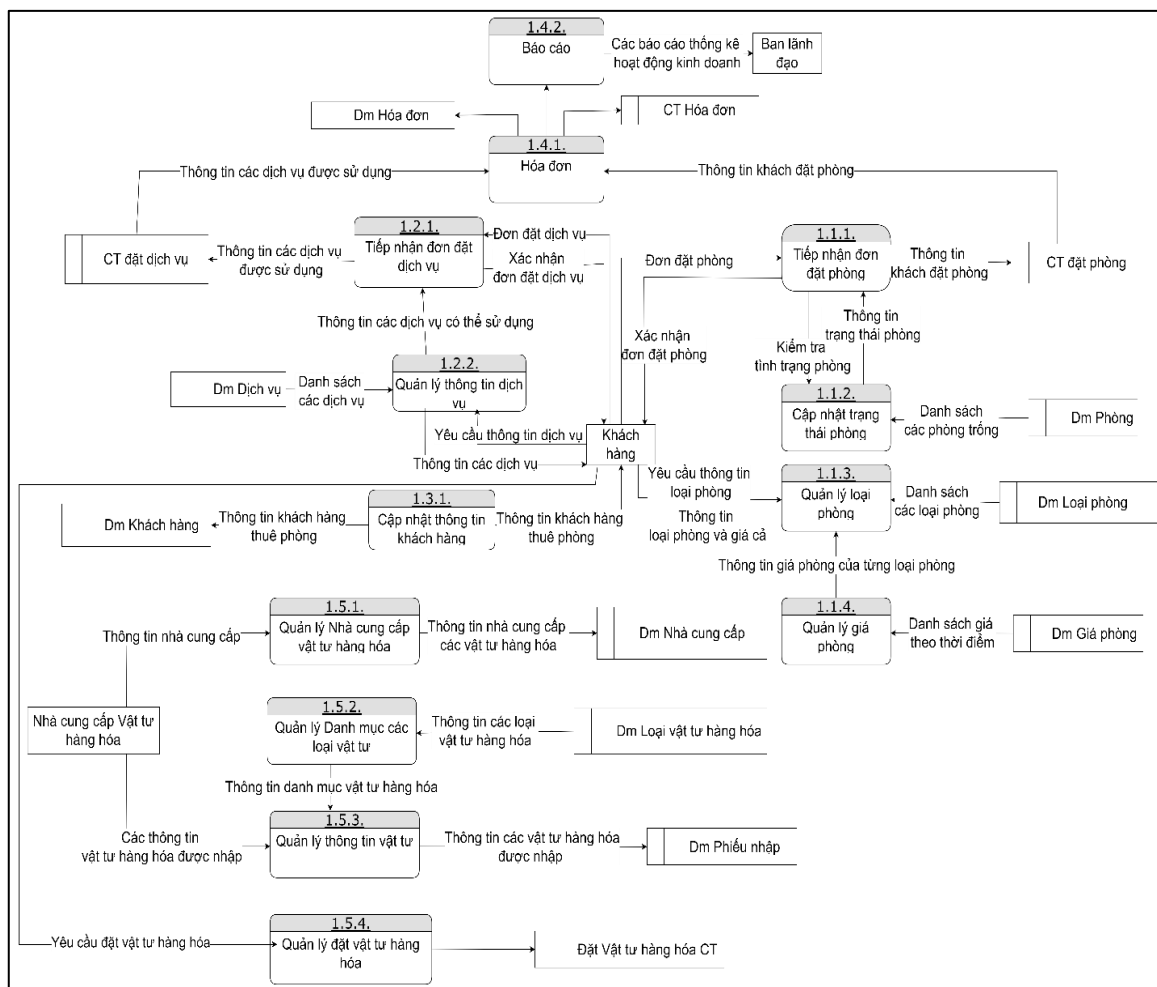 1.4.2.
Báo cáo
Các báo cáo thống kê
hoạt động kinh doanh
Ban lãnh
đạo
Dm Hóa đơn
CT Hóa đơn
1.4.1.
Hóa đơn
Thông tin các dịch vụ được sử dụng
Thông tin khách đặt phòng
1.2.1.
Tiếp nhận đơn đặt
dịch vụ
Đơn đặt dịch vụ
Xác nhận
đơn đặt dịch vụ
CT đặt dịch vụ
Thông tin các dịch vụ
được sử dụng
Đơn đặt phòng
1.1.1.
Tiếp nhận đơn
đặt phòng
Thông tin
khách đặt phòng
CT đặt phòng
Thông tin các dịch vụ có thể sử dụng
Xác nhận
đơn đặt phòng
Thông tin
trạng thái phòng
Kiểm tra
tình trạng phòng
1.2.2.
Quản lý thông tin dịch
vụ
Dm Dịch vụ
Danh sách
các dịch vụ
1.1.2.
Cập nhật trạng
thái phòng
Danh sách
các phòng trống
Dm Phòng
Yêu cầu thông tin dịch vụ
Thông tin các dịch vụ
Khách
hàng
Yêu cầu thông tin
loại phòng
Thông tin
loại phòng và giá cả
1.1.3.
Quản lý loại
phòng
Danh sách
các loại phòng
Dm Loại phòng
Dm Khách hàng
Thông tin khách hàng
thuê phòng
1.3.1.
Cập nhật thông tin
khách hàng
Thông tin khách hàng
thuê phòng
Thông tin giá phòng của từng loại phòng
1.1.4.
Quản lý giá
phòng
Danh sách giá
theo thời điểm
Dm Giá phòng
Thông tin nhà cung cấp
1.5.1.
Quản lý Nhà cung cấp
vật tư hàng hóa
Thông tin nhà cung cấp
các vật tư hàng hóa
Dm Nhà cung cấp
Nhà cung cấp Vật tư
hàng hóa
1.5.2.
Quản lý Danh mục các
loại vật tư
Thông tin các loại
vật tư hàng hóa
Dm Loại vật tư hàng hóa
Thông tin danh mục vật tư hàng hóa
Các thông tin
vật tư hàng hóa được nhập
1.5.3.
Quản lý thông tin vật tư
Thông tin các vật tư hàng hóa
được nhập
Dm Phiếu nhập
Yêu cầu đặt vật tư hàng hóa
1.5.4.
Quản lý đặt vật tư hàng
hóa
Đặt Vật tư hàng hóa CT